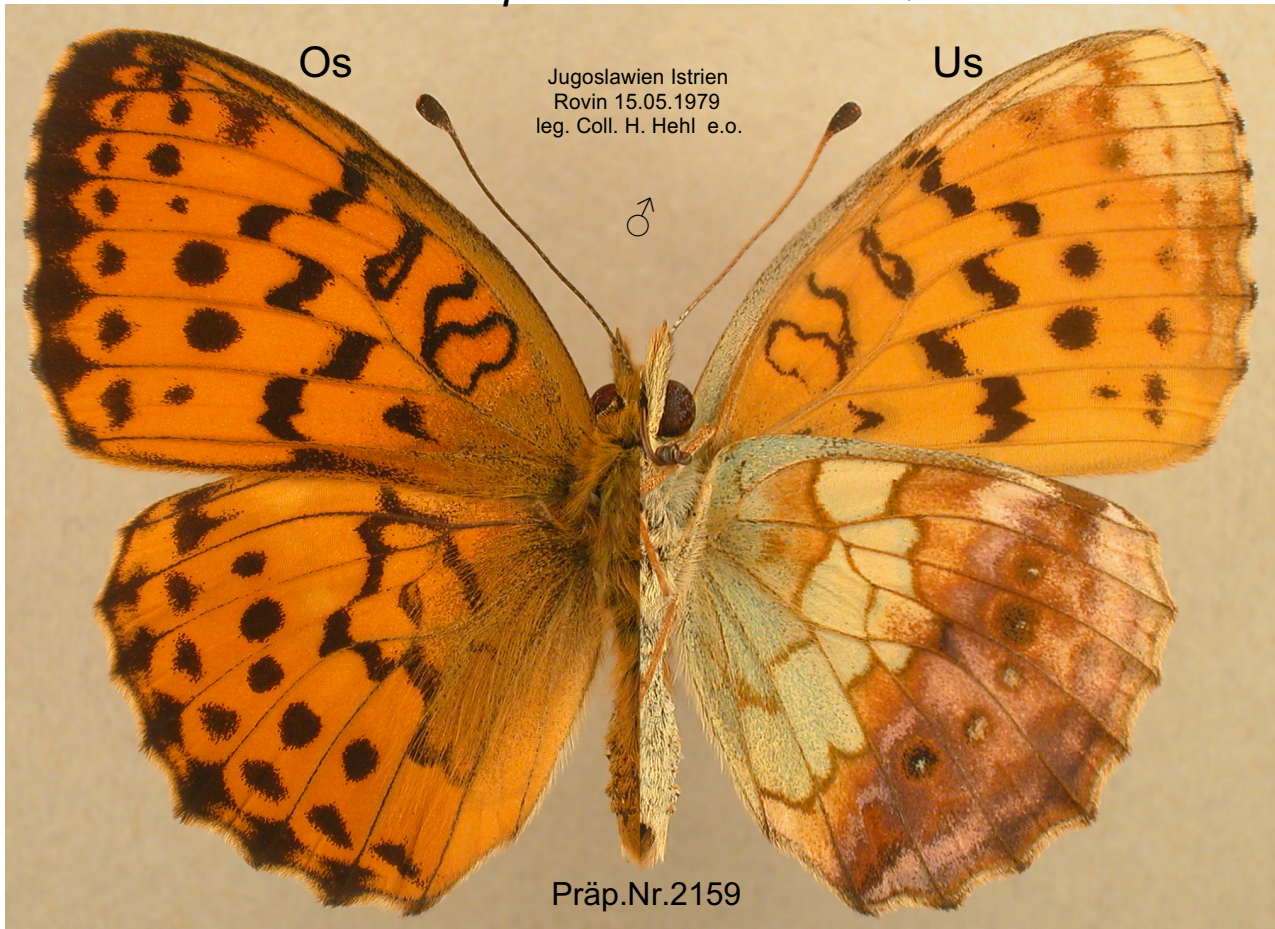 Os
Us
Jugoslawien Istrien
Rovin 15.05.1979
leg. Coll. H. Hehl e.o.
♂
Präp.Nr.2159